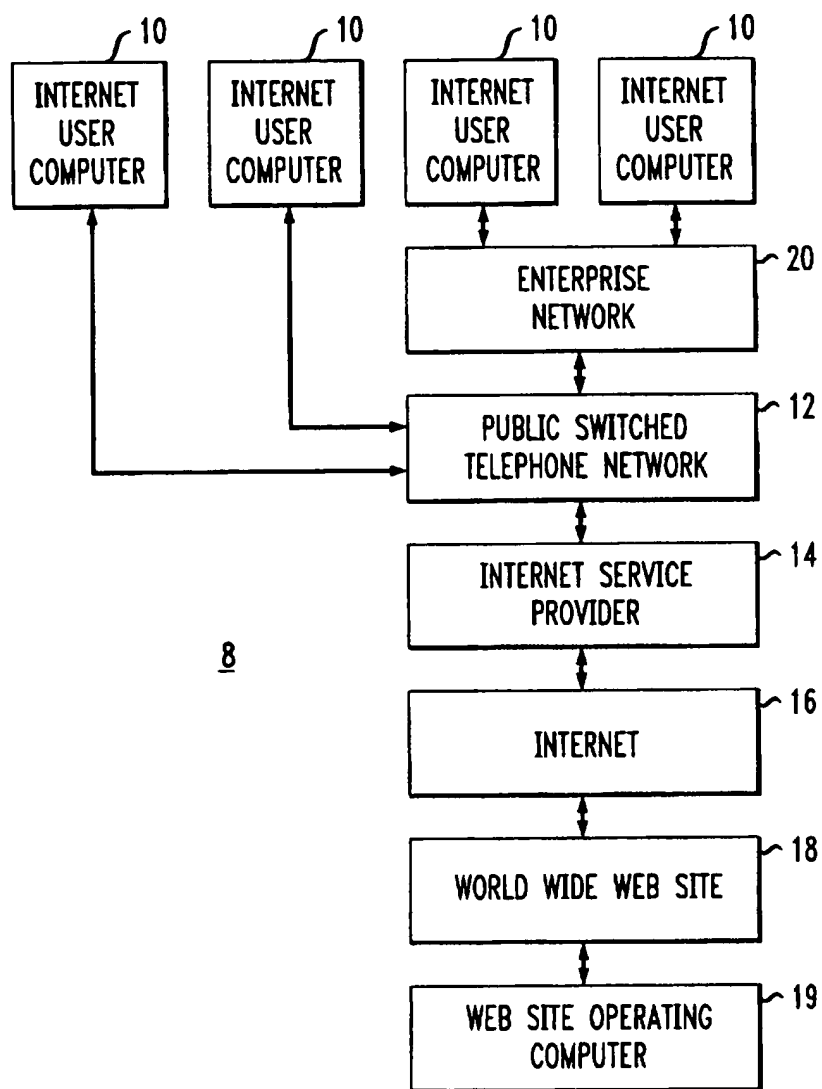 10 10 10 10
INTERNET USER COMPUTER
INTERNET USER COMPUTER
INTERNET USER COMPUTER
INTERNET USER COMPUTER
20
ENTERPRISE
NETWORK
12
PUBLIC SWITCHED
TELEPHONE NETWORK
14
INTERNET SERVICE
PROVIDER
8
16
INTERNET
18
WORLD WIDE WEB SITE
19
WEB SITE OPERATING
COMPUTER